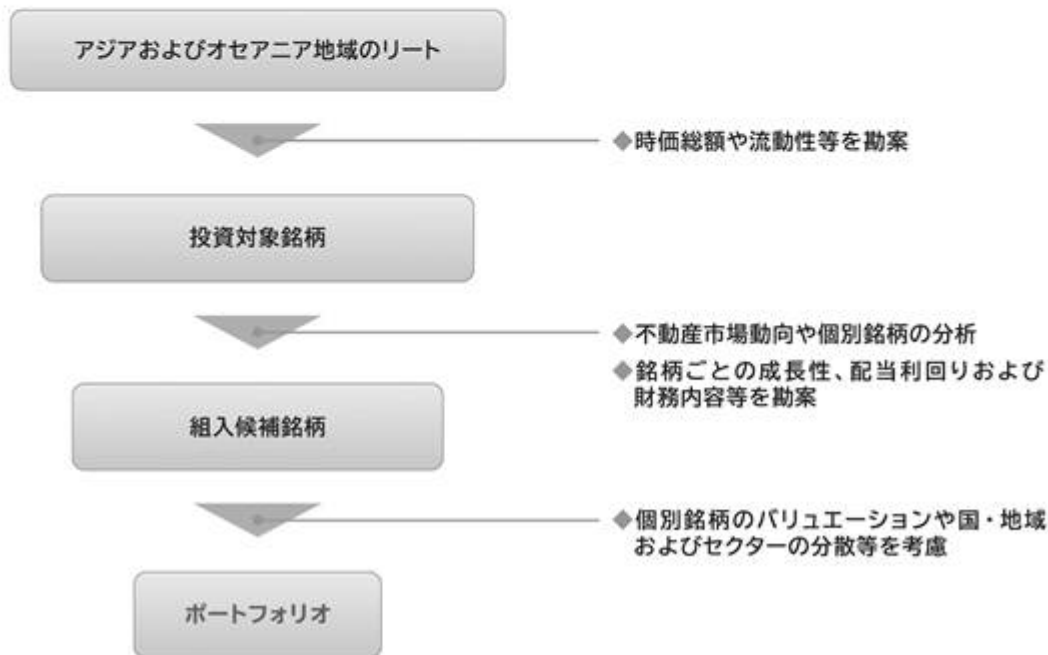 アジアおよびオセアニア地域のリート
◆時価総額や流動性等を勘案
投資対象銘柄
◆不動産市場動向や個別銘柄の分析
◆銘柄ごとの成長性、配当利回りおよび
財務内容等を勘案
組入候補銘柄
◆個別銘柄のバリュエーションや国・地域
およびセクターの分散等を考慮
ポートフォリオ